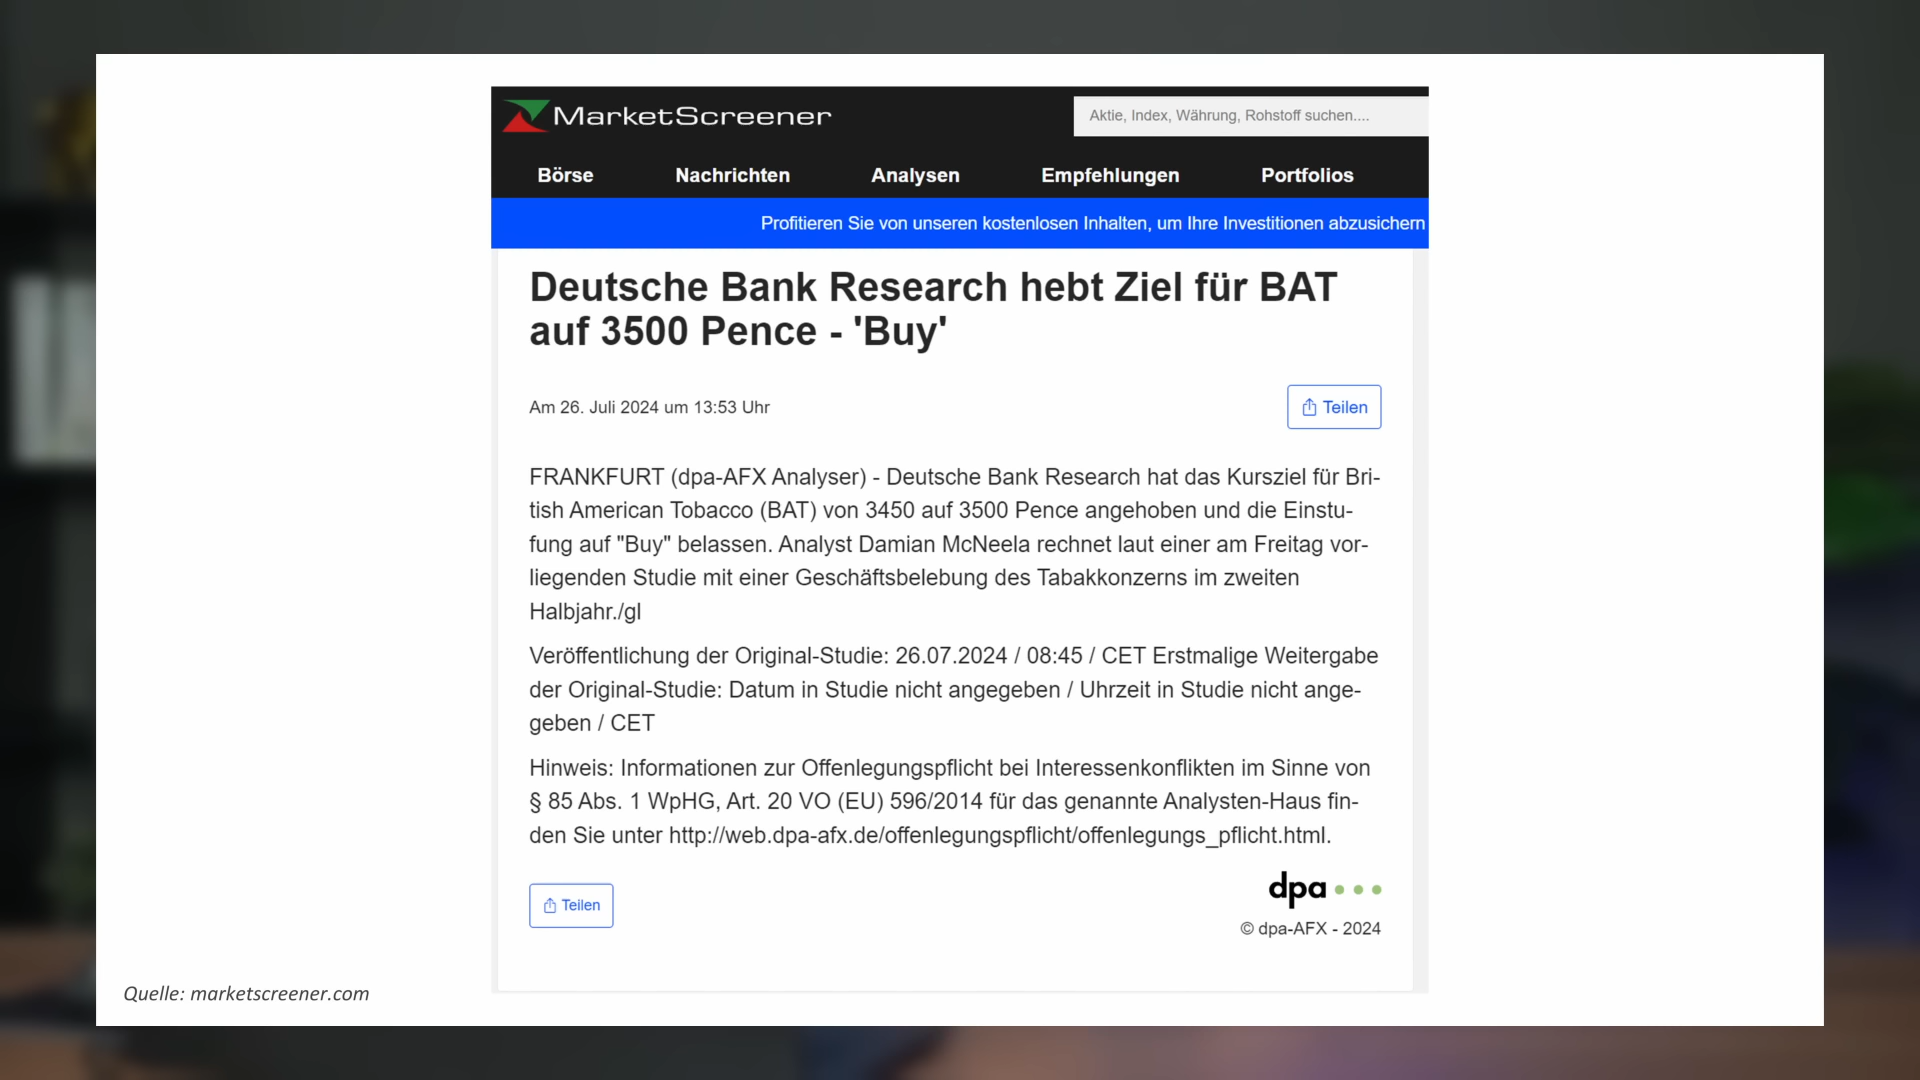 MarketScreener
Aktie, Index, Währung, Rohstoff suchen....
Börse Nachrichten Analysen Empfehlungen Portfolios
Profitieren Sie von unseren kostenlosen Inhalten, um Ihre Investitionen abzusichern
Deutsche Bank Research hebt Ziel für BAT
auf 3500 Pence - 'Buy'
Am 26. Juli 2024 um 13:53 Uhr
Teilen
FRANKFURT (dpa-AFX Analyser) - Deutsche Bank Research hat das Kursziel für Bri-
tish American Tobacco (BAT) von 3450 auf 3500 Pence angehoben und die Einstu-
fung auf "Buy" belassen. Analyst Damian McNeela rechnet laut einer am Freitag vor-
liegenden Studie mit einer Geschäftsbelebung des Tabakkonzerns im zweiten
Halbjahr./gl
Veröffentlichung der Original-Studie: 26.07.2024 / 08:45 / CET Erstmalige Weitergabe
der Original-Studie: Datum in Studie nicht angegeben / Uhrzeit in Studie nicht ange-
geben / CET
Hinweis: Informationen zur Offenlegungspflicht bei Interessenkonflikten im Sinne von
§ 85 Abs. 1 WpHG, Art. 20 VO (EU) 596/2014 für das genannte Analysten-Haus fin-
den Sie unter http://web.dpa-afx.de/offenlegungspflicht/offenlegungs_pflicht.html.
Teilen
dpa
© dpa-AFX - 2024
Quelle: marketscreener.com